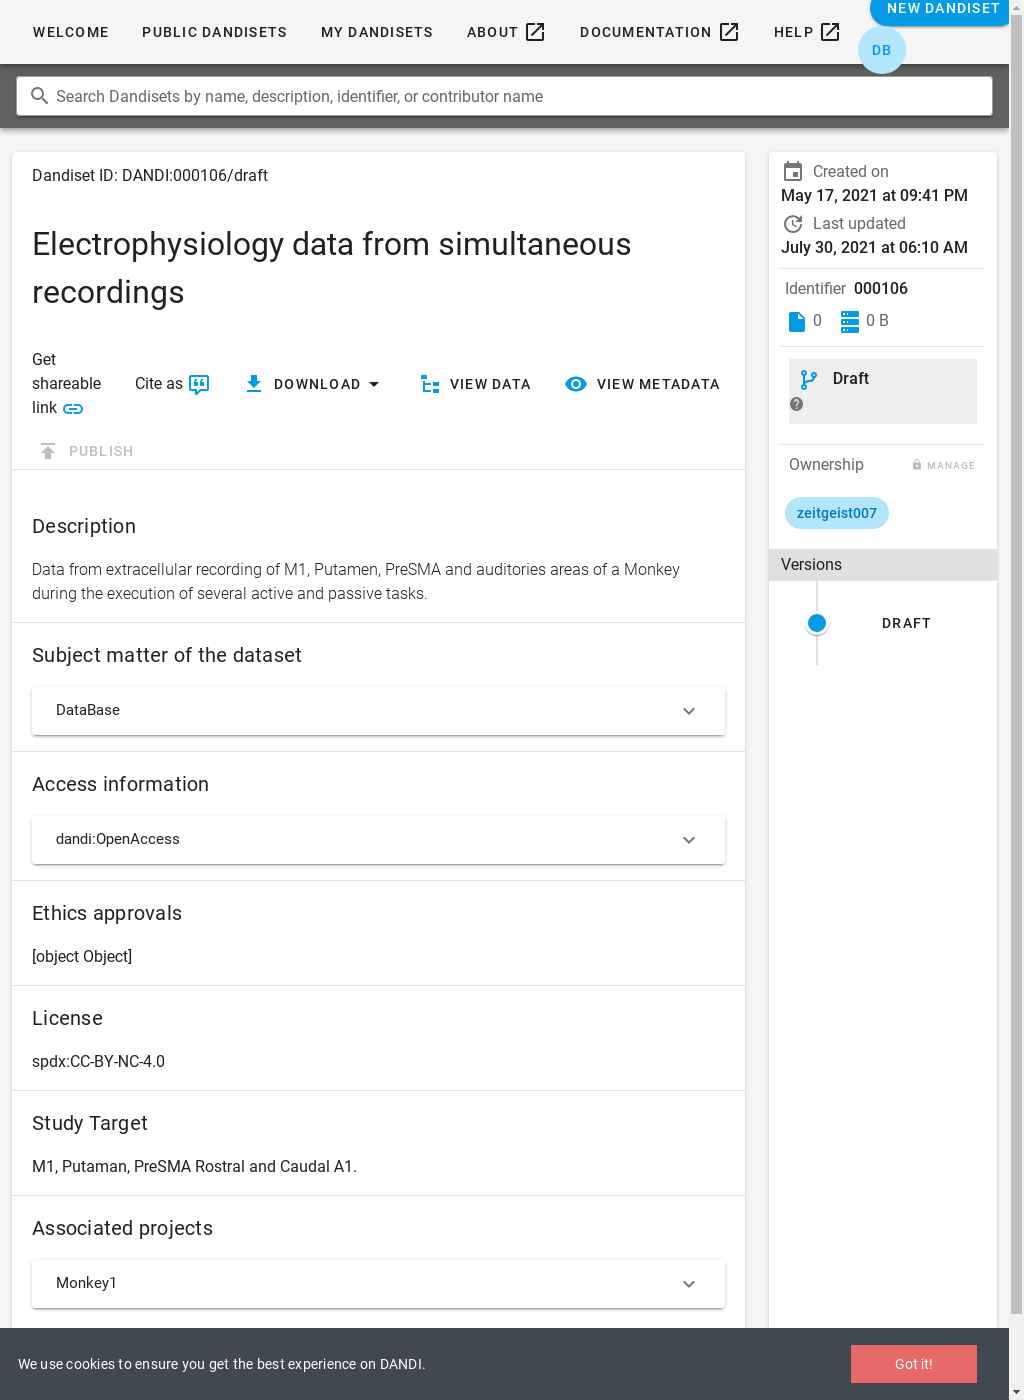 WELCOME PUBLIC DANDISETS MY DANDISETS ABOUT DOCUMENTATION HELP NEW DANDISET
DB
Search Dandisets by name, description, identifier, or contributor name
Dandiset ID: DANDI:000106/draft
Electrophysiology data from simultaneous
recordings
Get
shareable
link
Cite as
DOWNLOAD
VIEW DATA
VIEW METADATA
PUBLISH
Description
Data from extracellular recording of M1, Putamen, PreSMA and auditories areas of a Monkey
during the execution of several active and passive tasks.
Subject matter of the dataset
DataBase
Access information
dandi:OpenAccess
Ethics approvals
[object Object]
License
spdx:CC-BY-NC-4.0
Study Target
M1, Putaman, PreSMA Rostral and Caudal A1.
Associated projects
Monkey1
Created on
May 17, 2021 at 09:41 PM
Last updated
July 30, 2021 at 06:10 AM
Identifier 000106
0 0 B
Draft
Ownership MANAGE
zeitgeist007
Versions
DRAFT
We use cookies to ensure you get the best experience on DANDI.
Got it!